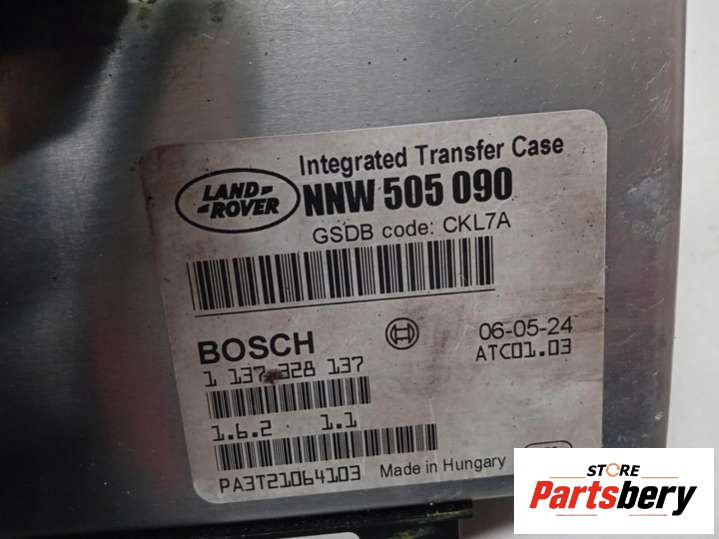 Integrated Transfer Case
LAND ROVER
NNW 505 090
GSDB code: CKL7A
BOSCH
06-05-24
1 137 328 137
ATC01.03
1.6.2 1.1
PA3T21064103
Made in Hungary
STORE
Partsbery